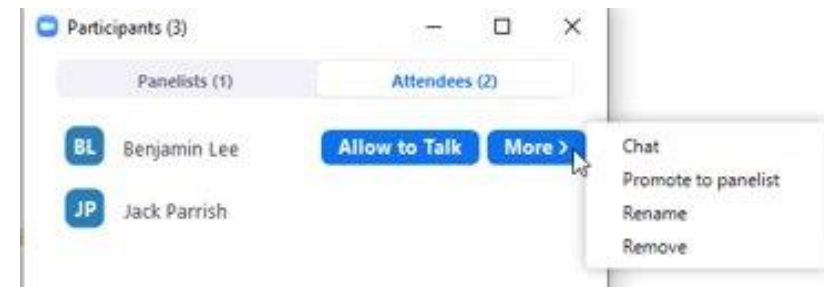 Participants (3)
Panelists (1)
Attendees (2)
BL
Benjamin Lee
Allow to Talk
More >
Chat
Promote to panelist
Rename
Remove
JP
Jack Parrish